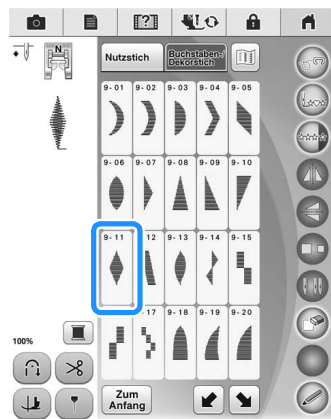 N
Nutzstich
Buchstaben/
Dekorstich
9-01 9-02 9-03 9-04 9-05
9-06 9-07 9-08 9-09 9-10
9-11 12 9-13 9-14 9-15
17 9-18 9-19 9-20
100%
Zum
Anfang